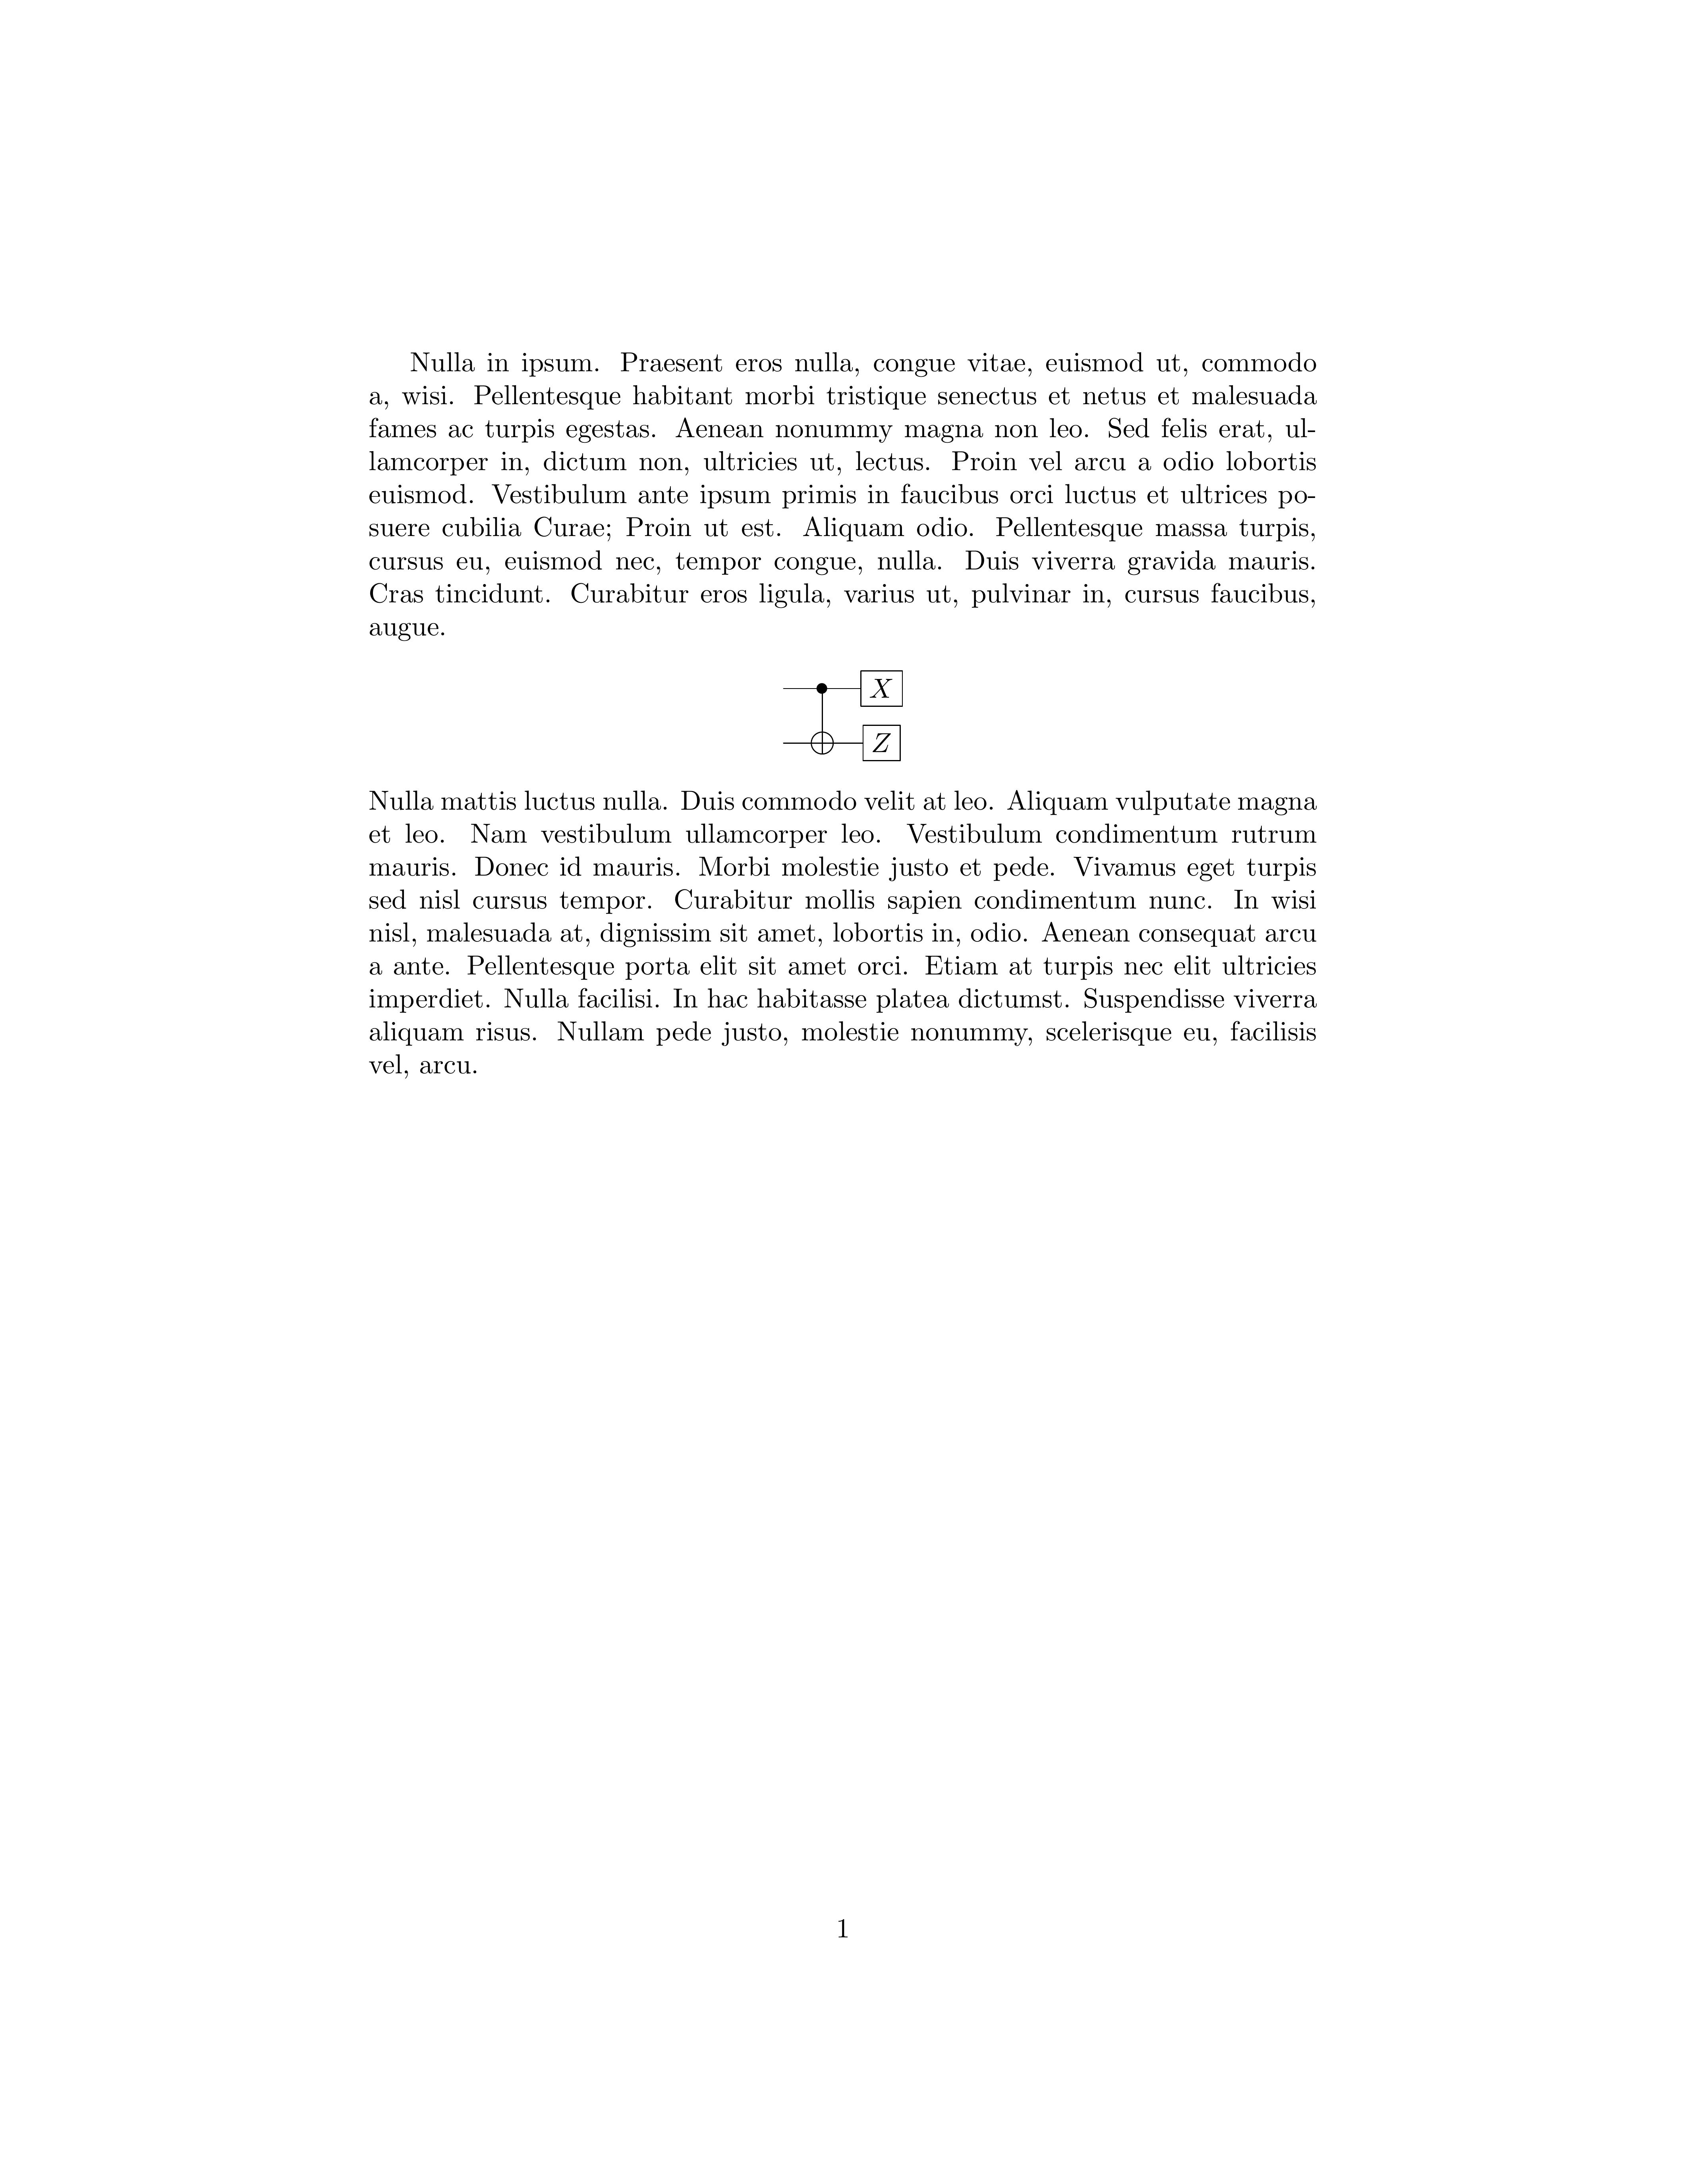 Nulla in ipsum. Praesent eros nulla, congue vitae, euismod ut, commodo
a, wisi. Pellentesque habitant morbi tristique senectus et netus et malesuada
fames ac turpis egestas. Aenean nonummy magna non leo. Sed felis erat, ul-
lamcorper in, dictum non, ultricies ut, lectus. Proin vel arcu a odio lobortis
euismod. Vestibulum ante ipsum primis in faucibus orci luctus et ultrices po-
suere cubilia Curae; Proin ut est. Aliquam odio. Pellentesque massa turpis,
cursus eu, euismod nec, tempor congue, nulla. Duis viverra gravida mauris.
Cras tincidunt. Curabitur eros ligula, varius ut, pulvinar in, cursus faucibus,
augue.
X
Z
Nulla mattis luctus nulla. Duis commodo velit at leo. Aliquam vulputate magna
et leo. Nam vestibulum ullamcorper leo. Vestibulum condimentum rutrum
mauris. Donec id mauris. Morbi molestie justo et pede. Vivamus eget turpis
sed nisl cursus tempor. Curabitur mollis sapien condimentum nunc. In wisi
nisl, malesuada at, dignissim sit amet, lobortis in, odio. Aenean consequat arcu
a ante. Pellentesque porta elit sit amet orci. Etiam at turpis nec elit ultricies
imperdiet. Nulla facilisi. In hac habitasse platea dictumst. Suspendisse viverra
aliquam risus. Nullam pede justo, molestie nonummy, scelerisque eu, facilisis
vel, arcu.
1